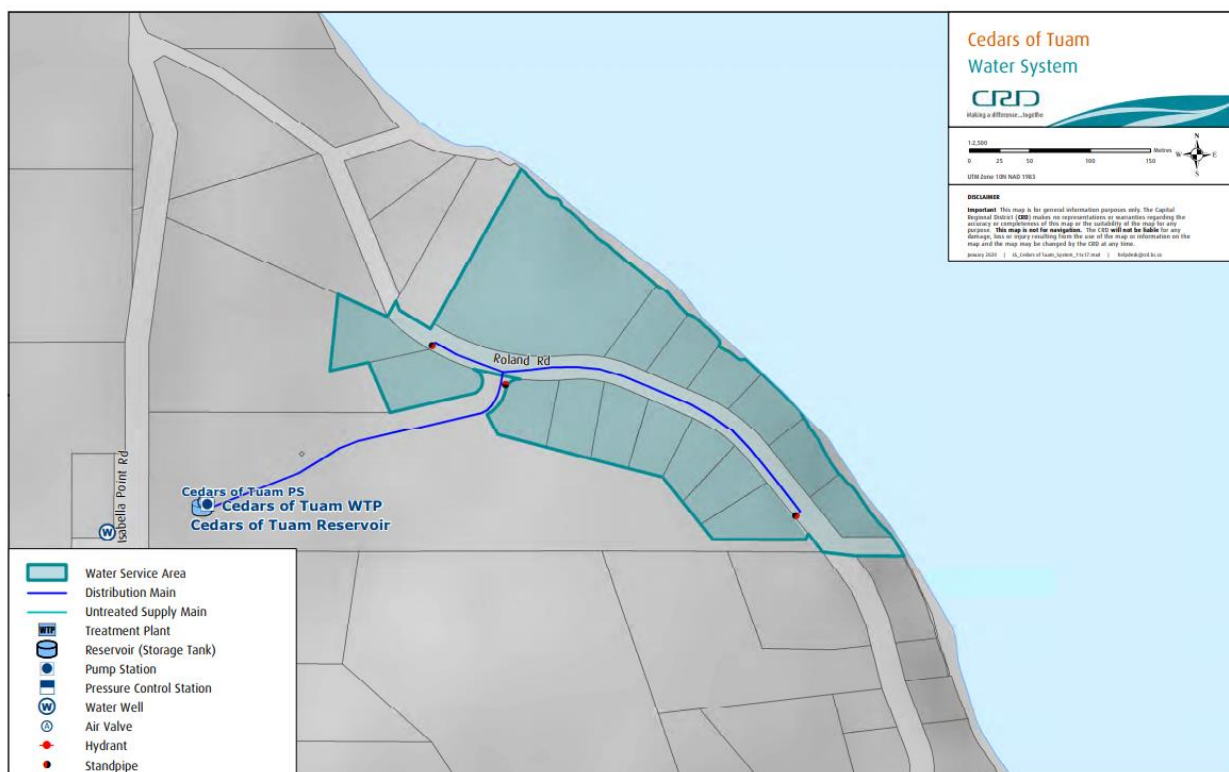 Cedars of Tuam
Water System
CRD
Making a difference...together
1:2,500
Metres
0 25 50 100 150
N
W E
S
UTM Zone 10N NAD 1983
DISCLAIMER
Important This map is for general information purposes only. The Capital
Regional District (CRD) makes no representations or warranties regarding the
accuracy or completeness of this map or the suitability of the map for any
purpose. This map is not for navigation. The CRD will not be liable for any
damage, loss or injury resulting from the use of the map or information on the
map and the map may be changed by the CRD at any time.
January 2020 | helpdesk@crd.bc.ca
Roland Rd
Isabella Point Rd
Cedars of Tuam PS
Cedars of Tuam WTP
Cedars of Tuam Reservoir
W
Water Service Area
Distribution Main
Untreated Supply Main
WTP Treatment Plant
Reservoir (Storage Tank)
Pump Station
Pressure Control Station
W Water Well
A Air Valve
Hydrant
Standpipe